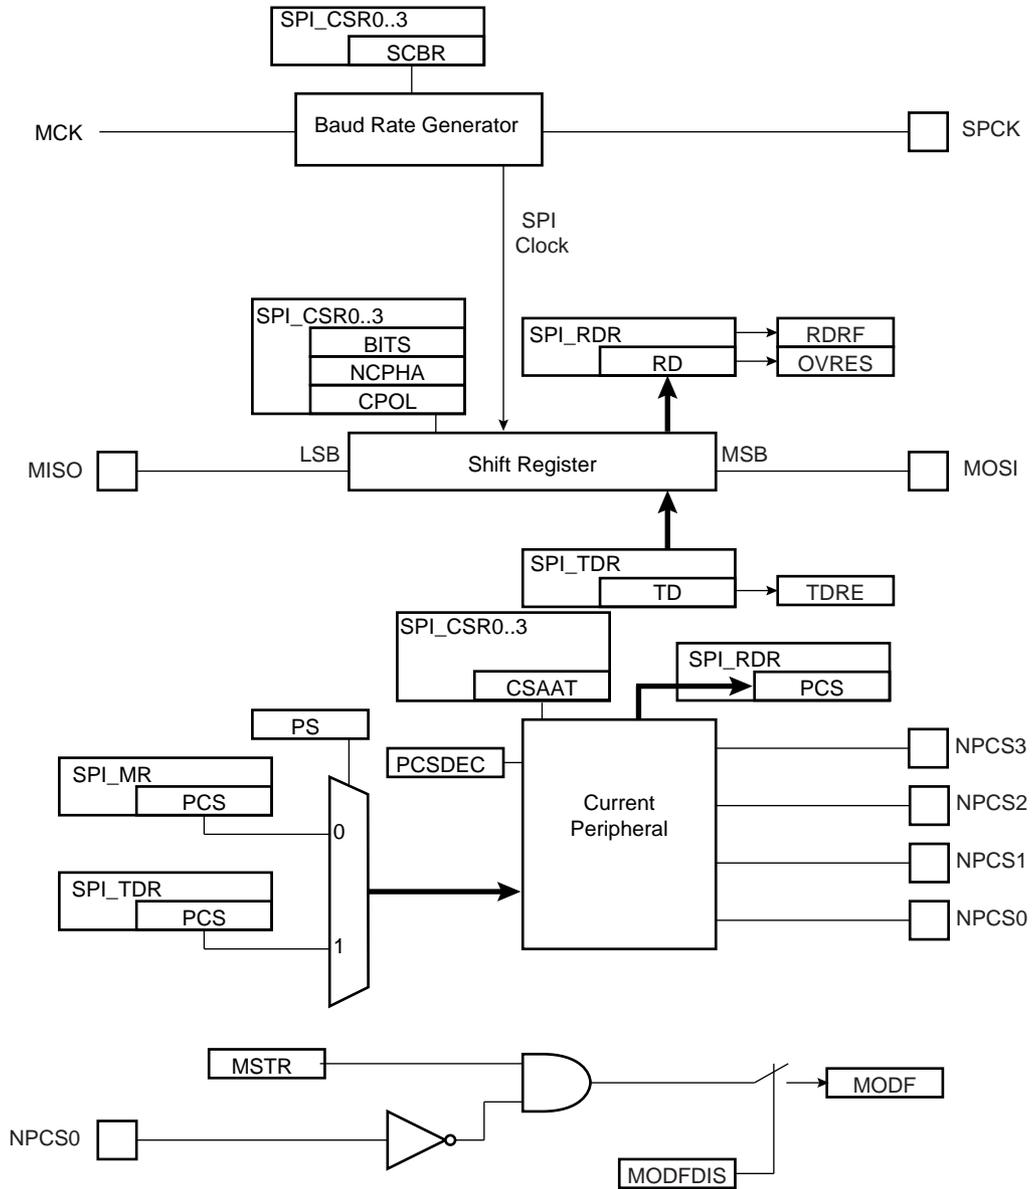 SPI_CSR0..3
SCBR
MCK
Baud Rate Generator
SPCK
SPI
Clock
SPI_CSR0..3
BITS
NCPHA
CPOL
SPI_RDR
RD
RDRF
OVRES
MISO
LSB
Shift Register
MSB
MOSI
SPI_TDR
TD
TDRE
SPI_CSR0..3
CSAAT
SPI_RDR
PCS
PS
PCSDEC
SPI_MR
PCS
0
Current
Peripheral
NPCS3
NPCS2
NPCS1
NPCS0
SPI_TDR
PCS
1
MSTR
MODF
NPCS0
MODFDIS